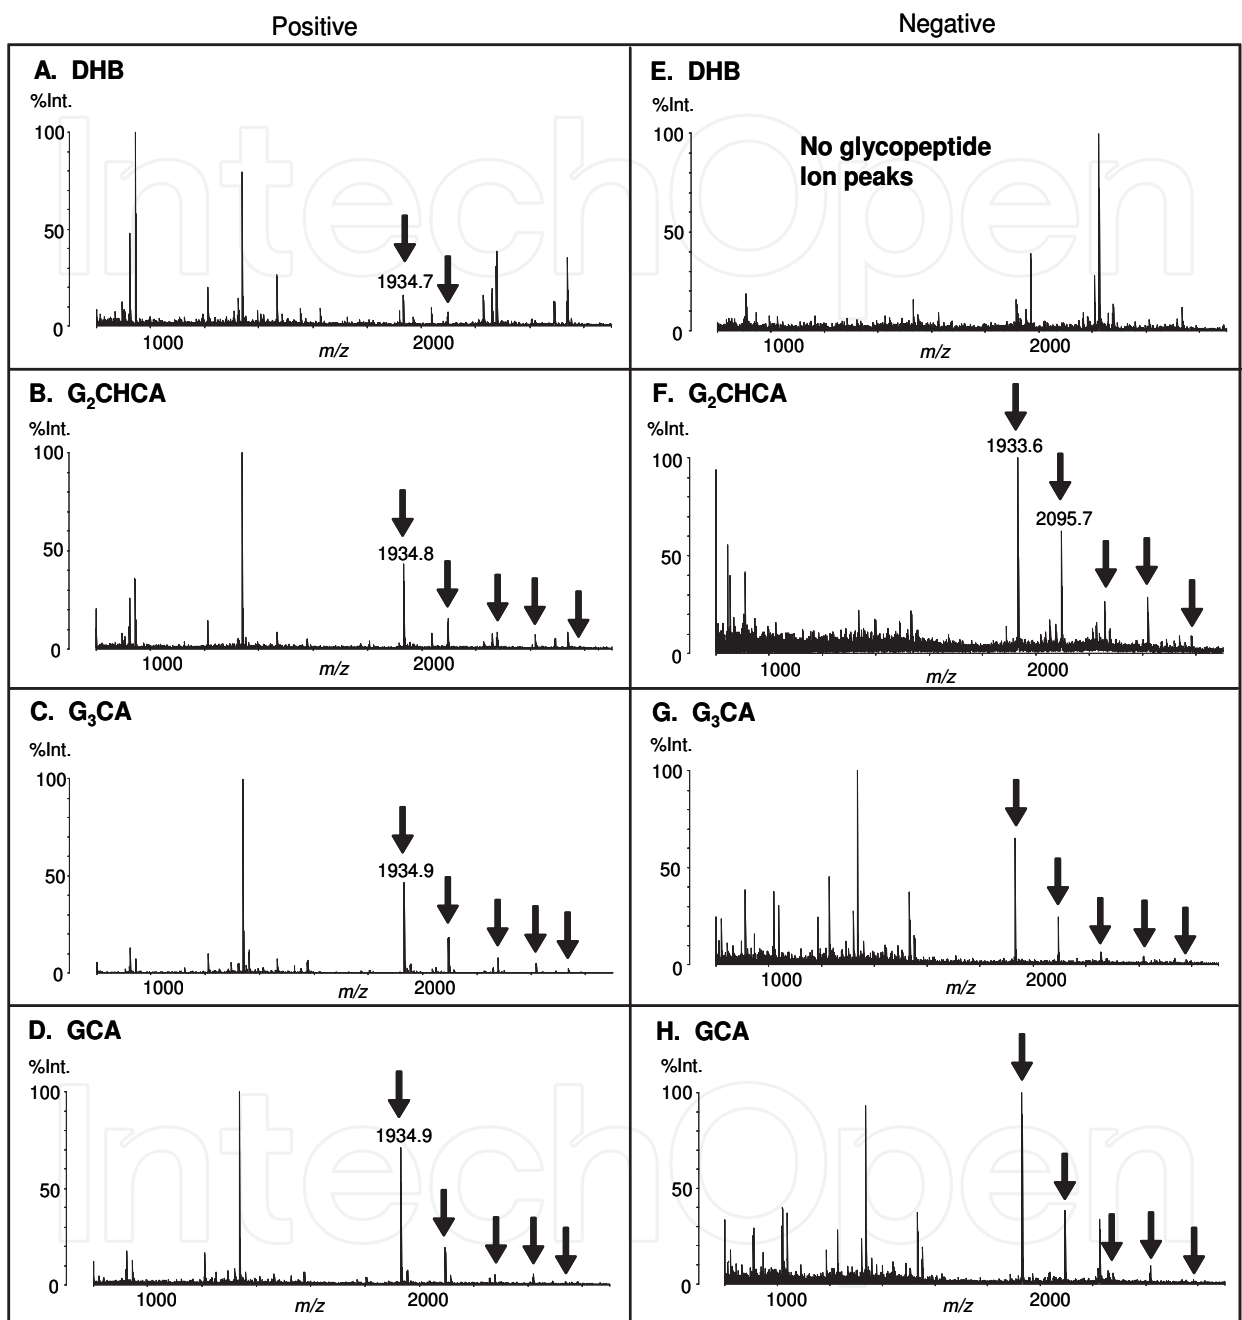 Positive
Negative
A. DHB
%Int.
100
50
0
1934.7
1000
m/z
2000
E. DHB
%Int.
100
50
0
No glycopeptide
Ion peaks
1000
m/z
2000
B. G2CHCA
%Int.
100
50
0
1934.8
1000
m/z
2000
F. G2CHCA
%Int.
100
50
0
1933.6
2095.7
1000
m/z
2000
C. G3CA
%Int.
100
50
0
1934.9
1000
m/z
2000
G. G3CA
%Int.
100
50
0
1000
m/z
2000
D. GCA
%Int.
100
50
0
1934.9
1000
m/z
2000
H. GCA
%Int.
100
50
0
1000
m/z
2000
IntechOpen
IntechOpen